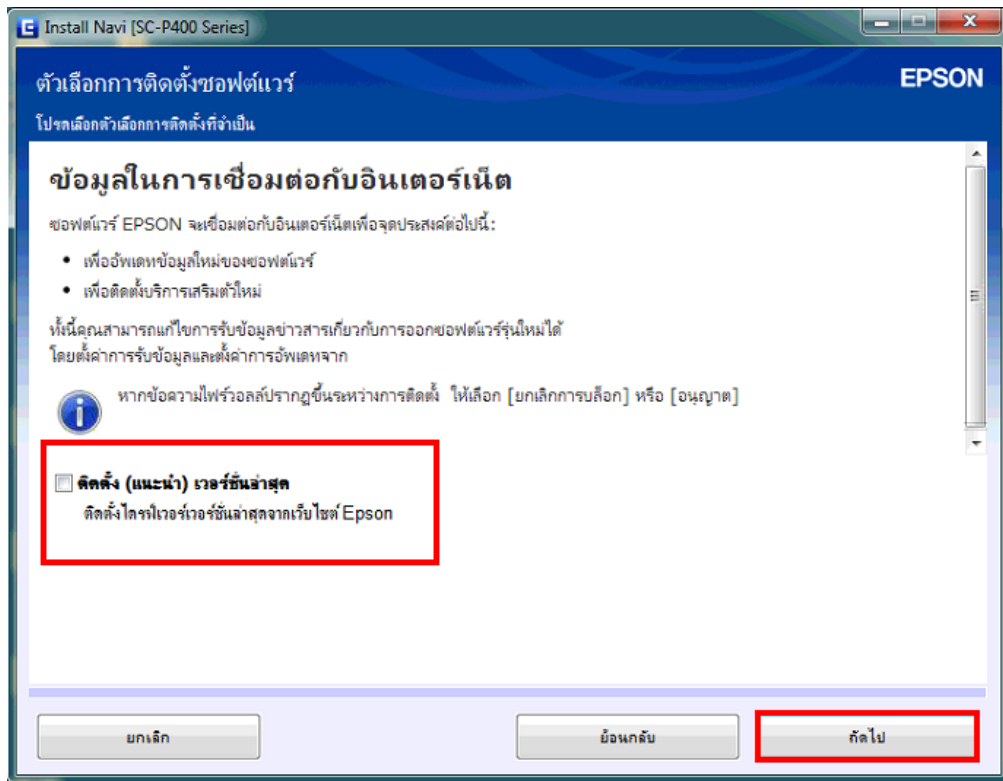 Install Navi [SC-P400 Series]
ตัวเลือกการติดตั้งซอฟต์แวร์
EPSON
โปรดเลือกตัวเลือกการติดตั้งที่จำเป็น
ข้อมูลในการเชื่อมต่อกับอินเตอร์เน็ต
ซอฟต์แวร์ EPSON จะเชื่อมต่อกับอินเตอร์เน็ตเพื่อจุดประสงค์ต่อไปนี้:
• เพื่ออัพเดทข้อมูลใหม่ของซอฟต์แวร์
• เพื่อติดตั้งบริการเสริมตัวใหม่
ทั้งนี้คุณสามารถแก้ไขการรับข้อมูลข่าวสารเกี่ยวกับการออกซอฟต์แวร์รุ่นใหม่ได้
โดยตั้งค่าการรับข้อมูลและตั้งค่าการอัพเดทจาก
หากข้อความไฟร์วอลล์ปรากฏขึ้นระหว่างการติดตั้ง ให้เลือก [ยกเลิกการบล็อก] หรือ [อนุญาต]
ติดตั้ง (แนะนำ) เวอร์ชั่นล่าสุด
ติดตั้งไดรฟ์เวอร์เวอร์ชั่นล่าสุดจากเว็บไซต์ Epson
ยกเลิก
ย้อนกลับ
ถัดไป